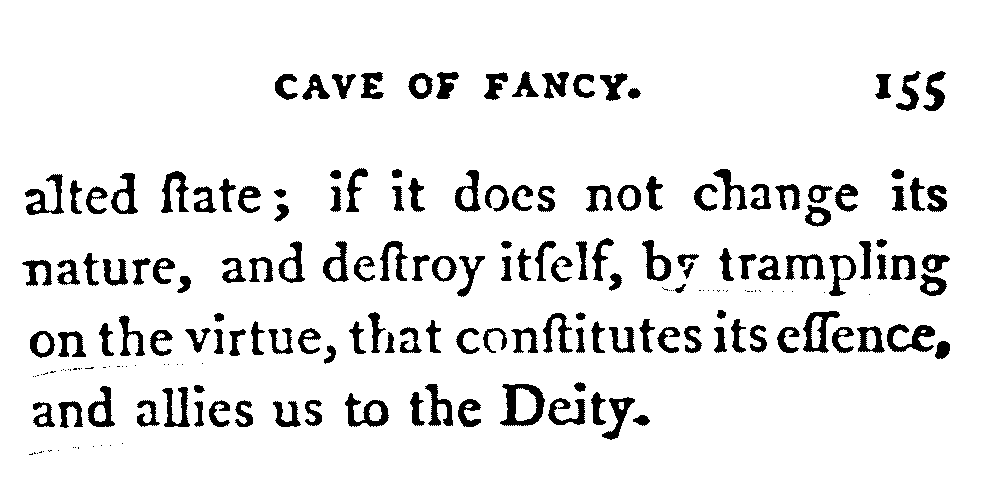 CAVE OF FANCY. 155
alted ſtate; if it does not change its
nature, and deſtroy itſelf, by trampling
on the virtue, that conſtitutes its eſſence,
and allies us to the Deity.